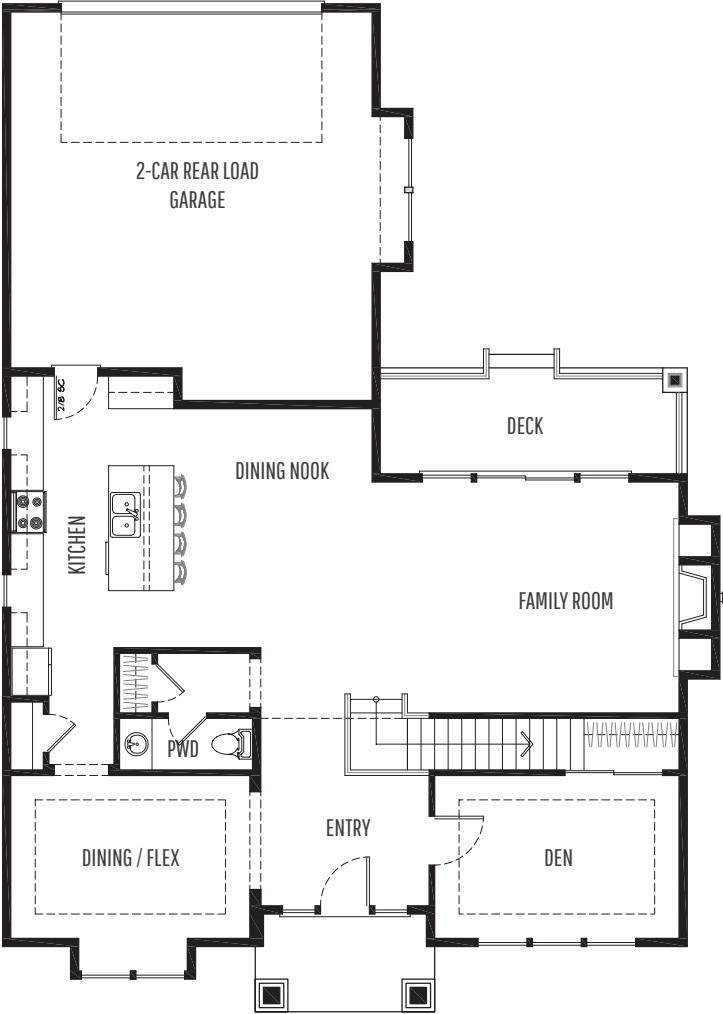 2-CAR REAR LOAD
GARAGE
2/8 SC
DECK
DINING NOOK
KITCHEN
FAMILY ROOM
PWD
ENTRY
DINING / FLEX
DEN